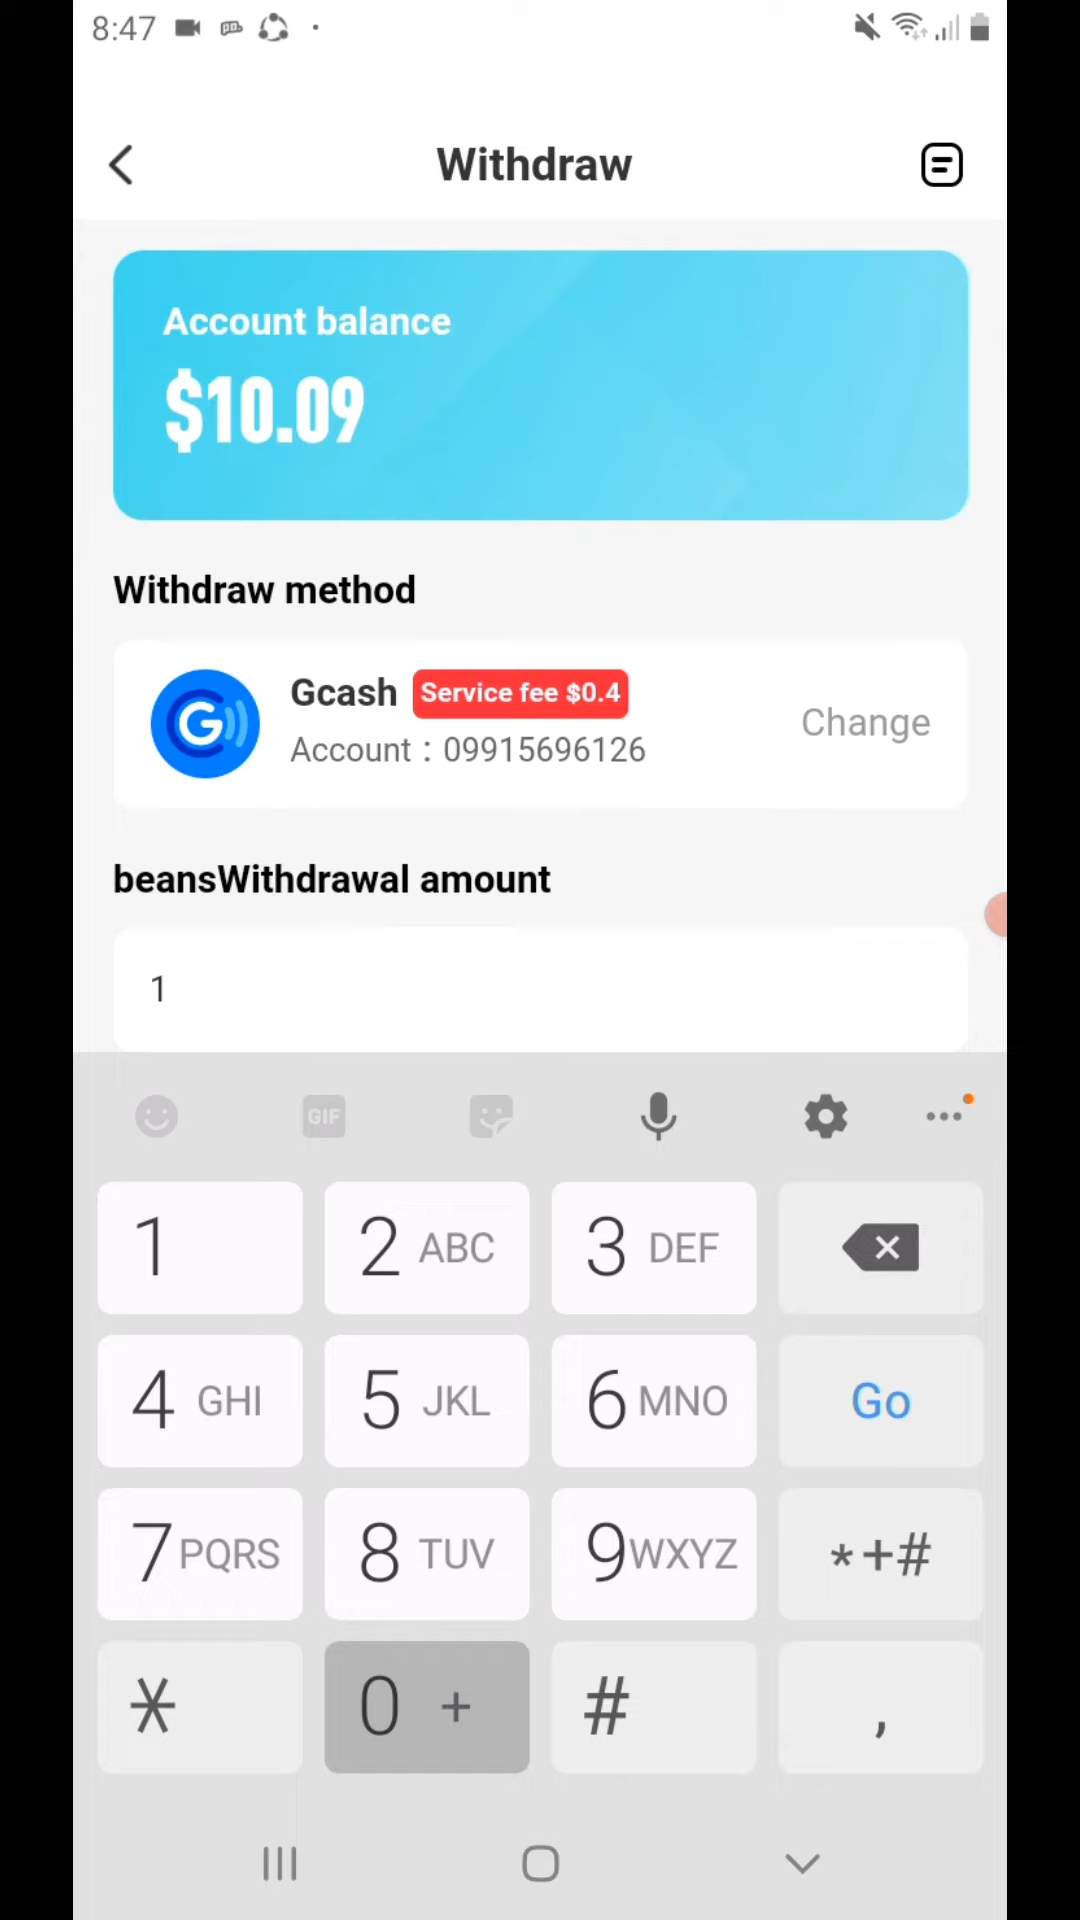 8:47
Withdraw
Account balance
$10.09
Withdraw method
Gcash Service fee $0.4
Account : 09915696126
Change
beansWithdrawal amount
1
GIF
1 2 ABC 3 DEF
4 GHI 5 JKL 6 MNO Go
7 PQRS 8 TUV 9 WXYZ *+#
* 0 + # ,